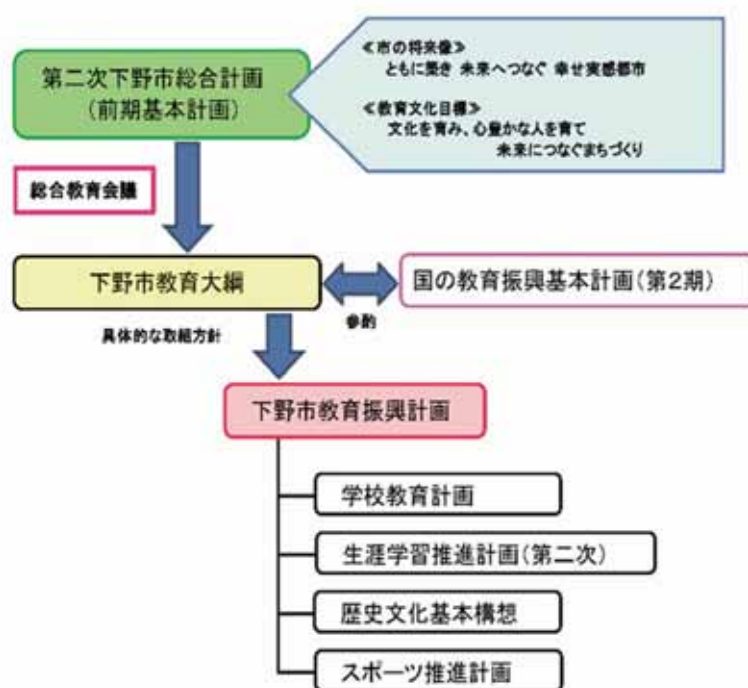 第二次下野市総合計画
(前期基本計画)
≪市の将来像≫
ともに築き 未来へつなぐ 幸せ実感都市
≪教育文化目標≫
文化を育み、心豊かな人を育て
未来につなぐまちづくり
総合教育会議
下野市教育大綱
国の教育振興基本計画(第2期)
参酌
具体的な取組方針
下野市教育振興計画
学校教育計画
生涯学習推進計画(第二次)
歴史文化基本構想
スポーツ推進計画